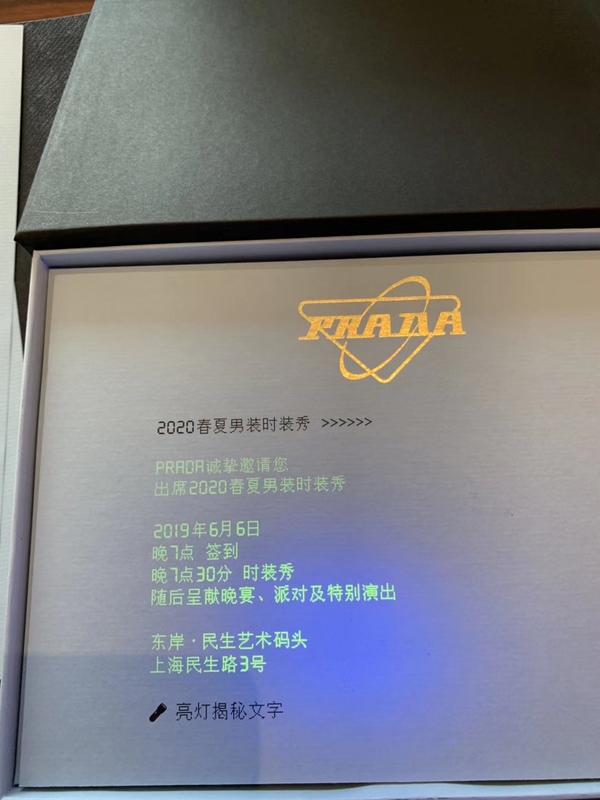 PRADA
2020春夏男装时装秀 >>>>>>
PRADA诚挚邀请您
出席2020春夏男装时装秀
2019年6月6日
晚7点 签到
晚7点30分 时装秀
随后呈献晚宴、派对及特别演出
东岸·民生艺术码头
上海民生路3号
亮灯揭秘文字